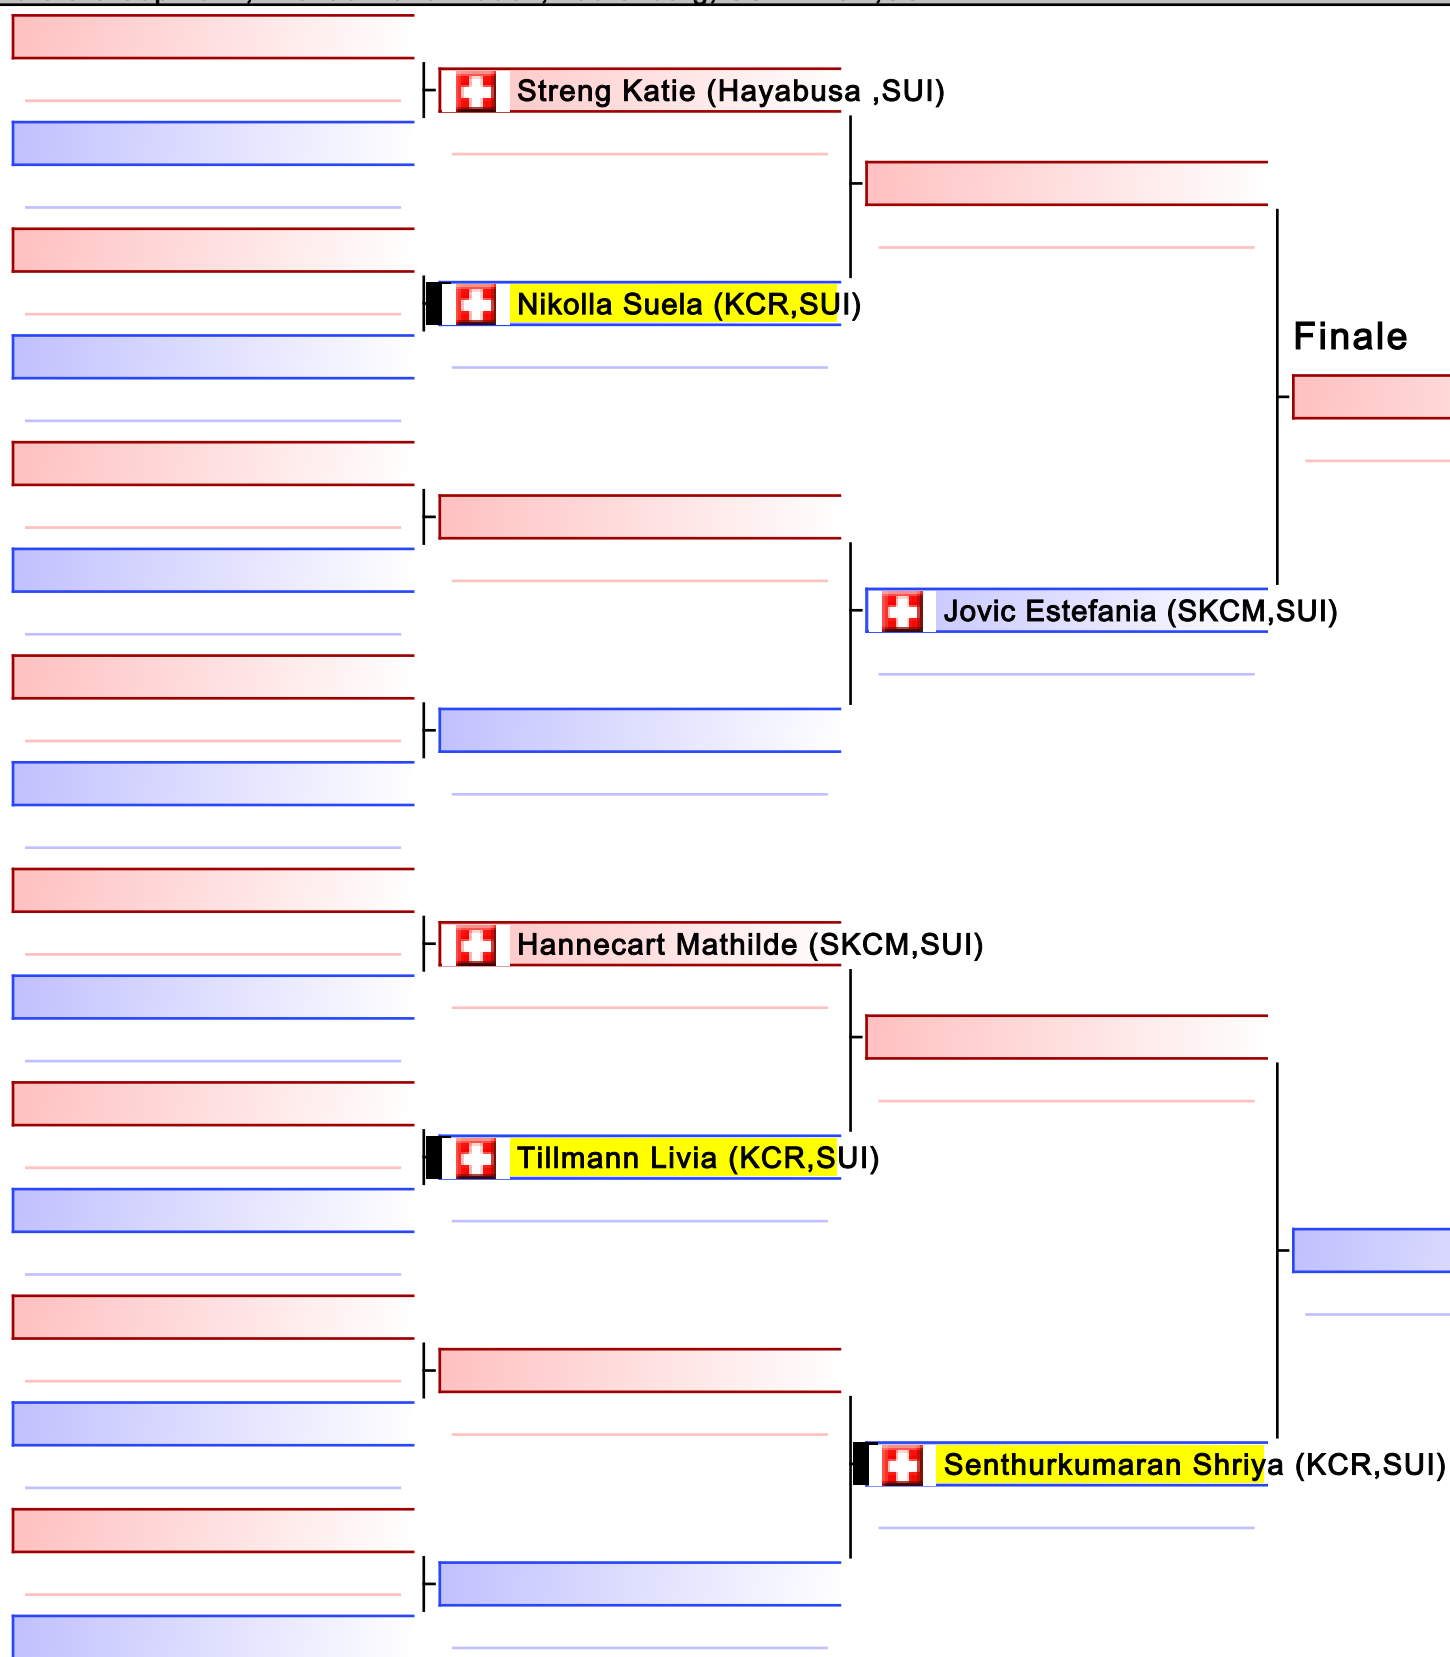 Streng Katie (Hayabusa ,SUI)
Nikolla Suela (KCR,SUI)
Finale
Jovic Estefania (SKCM,SUI)
Hannecart Mathilde (SKCM,SUI)
Tillmann Livia (KCR,SUI)
Senthurkumaran Shriya (KCR,SUI)